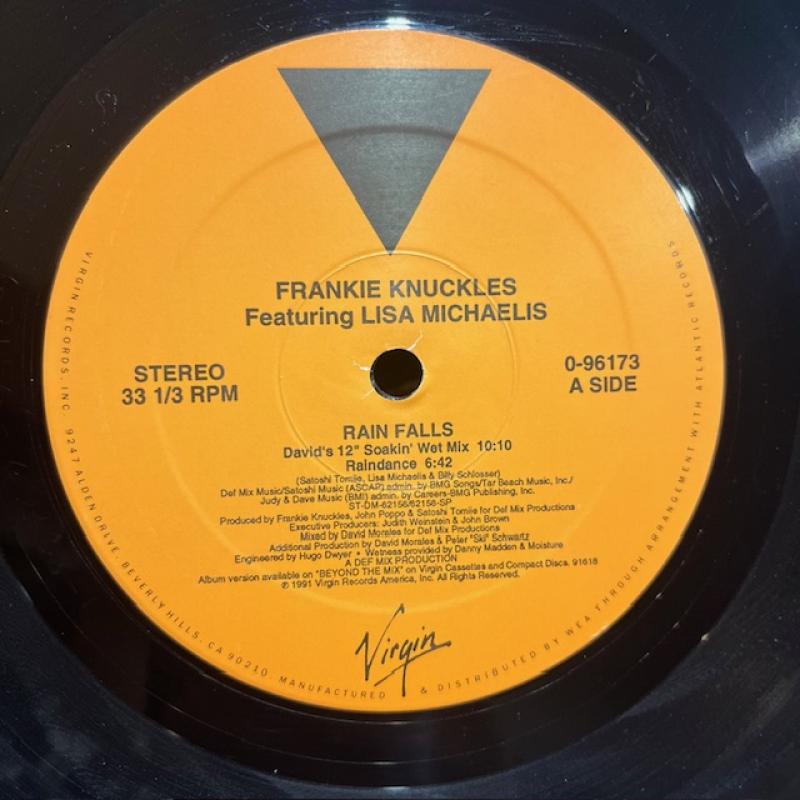 FRANKIE KNUCKLES
Featuring LISA MICHAELIS
STEREO
33 1/3 RPM
0-96173
A SIDE
RAIN FALLS
David's 12" Soakin' Wet Mix 10:10
Raindance 6:42
(Satoshi Tomiie, Lisa Michaelis & Billy Schlosser)
Def Mix Music/Satoshi Music (ASCAP) admin. by BMG Songs/Tar Beach Music, Inc./
Judy & Dave Music (BMI) admin. by Careers-BMG Publishing, Inc.
ST-DM-62156/62158-SP
Produced by Frankie Knuckles, John Poppo & Satoshi Tomiie for Def Mix Productions
Executive Producers: Judith Weinstein & John Brown
Mixed by David Morales for Def Mix Productions
Additional Production by David Morales & Peter "Ski" Schwartz
Engineered by Hugo Dwyer • Wetness provided by Danny Madden & Moisture
A DEF MIX PRODUCTION
Album version available on "BEYOND THE MIX" on Virgin Cassettes and Compact Discs. 91618
℗ 1991 Virgin Records America, Inc. All Rights Reserved.
Virgin
VIRGIN RECORDS, INC. 9247 ALDEN DRIVE, BEVERLY HILLS, CA 90210. MANUFACTURED & DISTRIBUTED BY WEA THROUGH ARRANGEMENT WITH ATLANTIC RECORDS